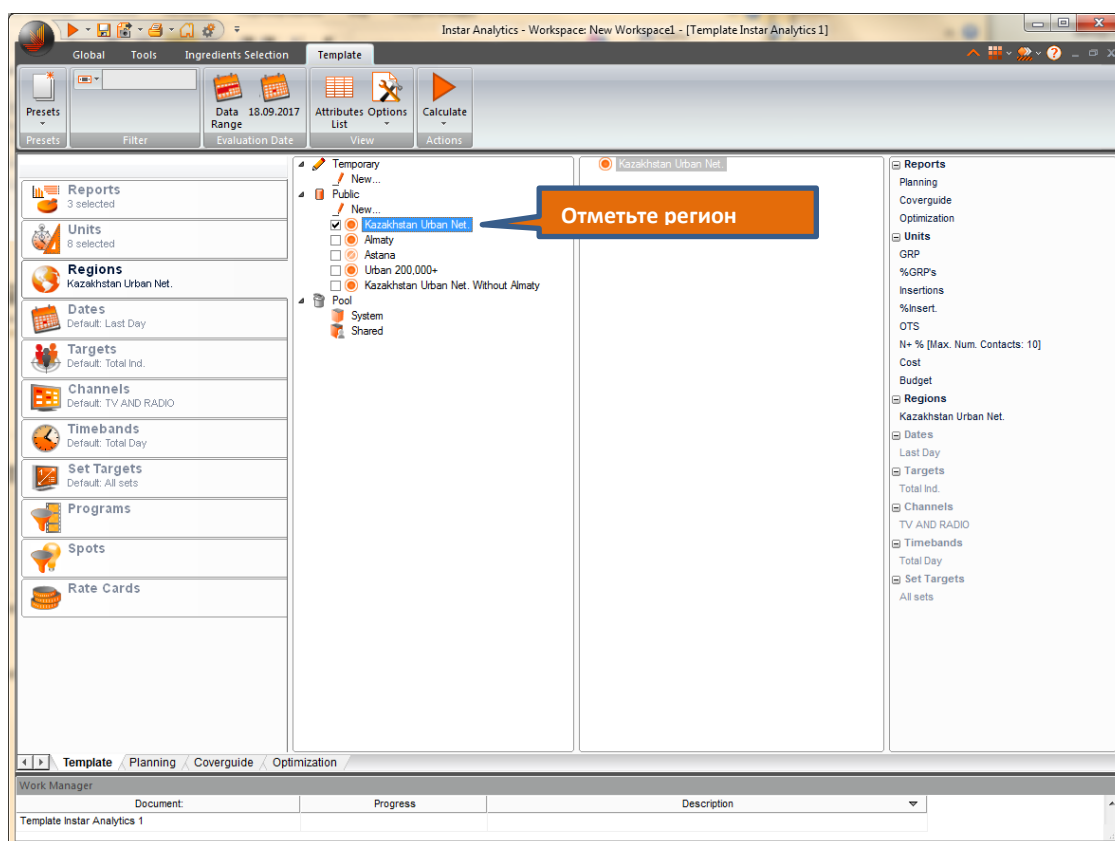 Instar Analytics - Workspace: New Workspace1 - [Template Instar Analytics 1]
Global Tools Ingredients Selection Template
Presets
Data Range
18.09.2017
Attributes List
Options
Calculate
Presets Filter Evaluation Date View Actions
Reports
3 selected
Units
8 selected
Regions
Kazakhstan Urban Net.
Dates
Default: Last Day
Targets
Default: Total Ind.
Channels
Default: TV AND RADIO
Timebands
Default: Total Day
Set Targets
Default: All sets
Programs
Spots
Rate Cards
Temporary
New...
Public
New...
Kazakhstan Urban Net.
Almaty
Astana
Urban 200,000+
Kazakhstan Urban Net. Without Almaty
Pool
System
Shared
Kazakhstan Urban Net.
Отметьте регион
Reports
Planning
Coverguide
Optimization
Units
GRP
%GRP's
Insertions
%Insert.
OTS
N+ % [Max. Num. Contacts: 10]
Cost
Budget
Regions
Kazakhstan Urban Net.
Dates
Last Day
Targets
Total Ind.
Channels
TV AND RADIO
Timebands
Total Day
Set Targets
All sets
Template Planning Coverguide Optimization
Work Manager
Document: Progress Description
Template Instar Analytics 1